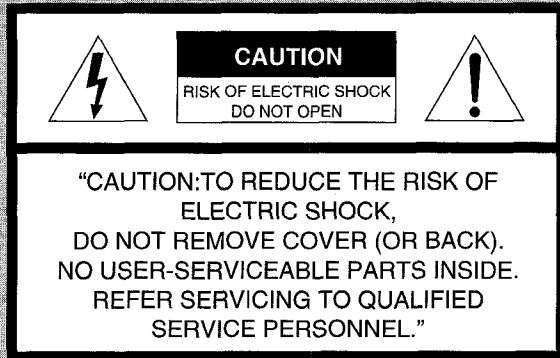 CAUTION
RISK OF ELECTRIC SHOCK
DO NOT OPEN
“CAUTION:TO REDUCE THE RISK OF
ELECTRIC SHOCK,
DO NOT REMOVE COVER (OR BACK).
NO USER-SERVICEABLE PARTS INSIDE.
REFER SERVICING TO QUALIFIED
SERVICE PERSONNEL.”